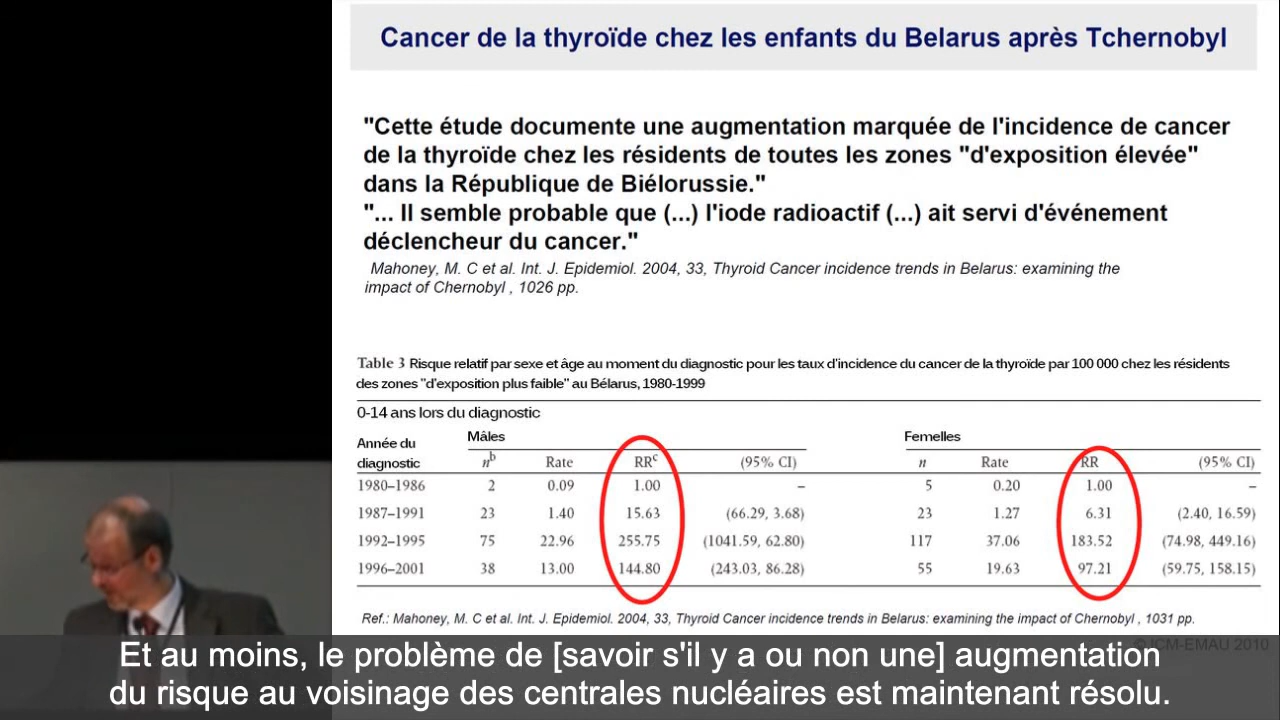 Cancer de la thyroïde chez les enfants du Belarus après Tchernobyl
"Cette étude documente une augmentation marquée de l'incidence de cancer
de la thyroïde chez les résidents de toutes les zones "d'exposition élevée"
dans la République de Biélorussie."
"... Il semble probable que (...) l'iode radioactif (...) ait servi d'événement
déclencheur du cancer."
Mahoney, M. C et al. Int. J. Epidemiol. 2004, 33, Thyroid Cancer incidence trends in Belarus: examining the
impact of Chernobyl , 1026 pp.
Table 3 Risque relatif par sexe et âge au moment du diagnostic pour les taux d'incidence du cancer de la thyroïde par 100 000 chez les résidents
des zones "d'exposition plus faible" au Bélarus, 1980-1999
0-14 ans lors du diagnostic
Année du diagnostic Mâles Femelles
nb Rate RRc (95% CI) n Rate RR (95% CI)
1980–1986 2 0.09 1.00 – 5 0.20 1.00 –
1987–1991 23 1.40 15.63 (66.29, 3.68) 23 1.27 6.31 (2.40, 16.59)
1992–1995 75 22.96 255.75 (1041.59, 62.80) 117 37.06 183.52 (74.98, 449.16)
1996–2001 38 13.00 144.80 (243.03, 86.28) 55 19.63 97.21 (59.75, 158.15)
Ref.: Mahoney, M. C et al. Int. J. Epidemiol. 2004, 33, Thyroid Cancer incidence trends in Belarus: examining the impact of Chernobyl , 1031 pp.
© JCM-EMAU 2010
Et au moins, le problème de [savoir s'il y a ou non une] augmentation
du risque au voisinage des centrales nucléaires est maintenant résolu.